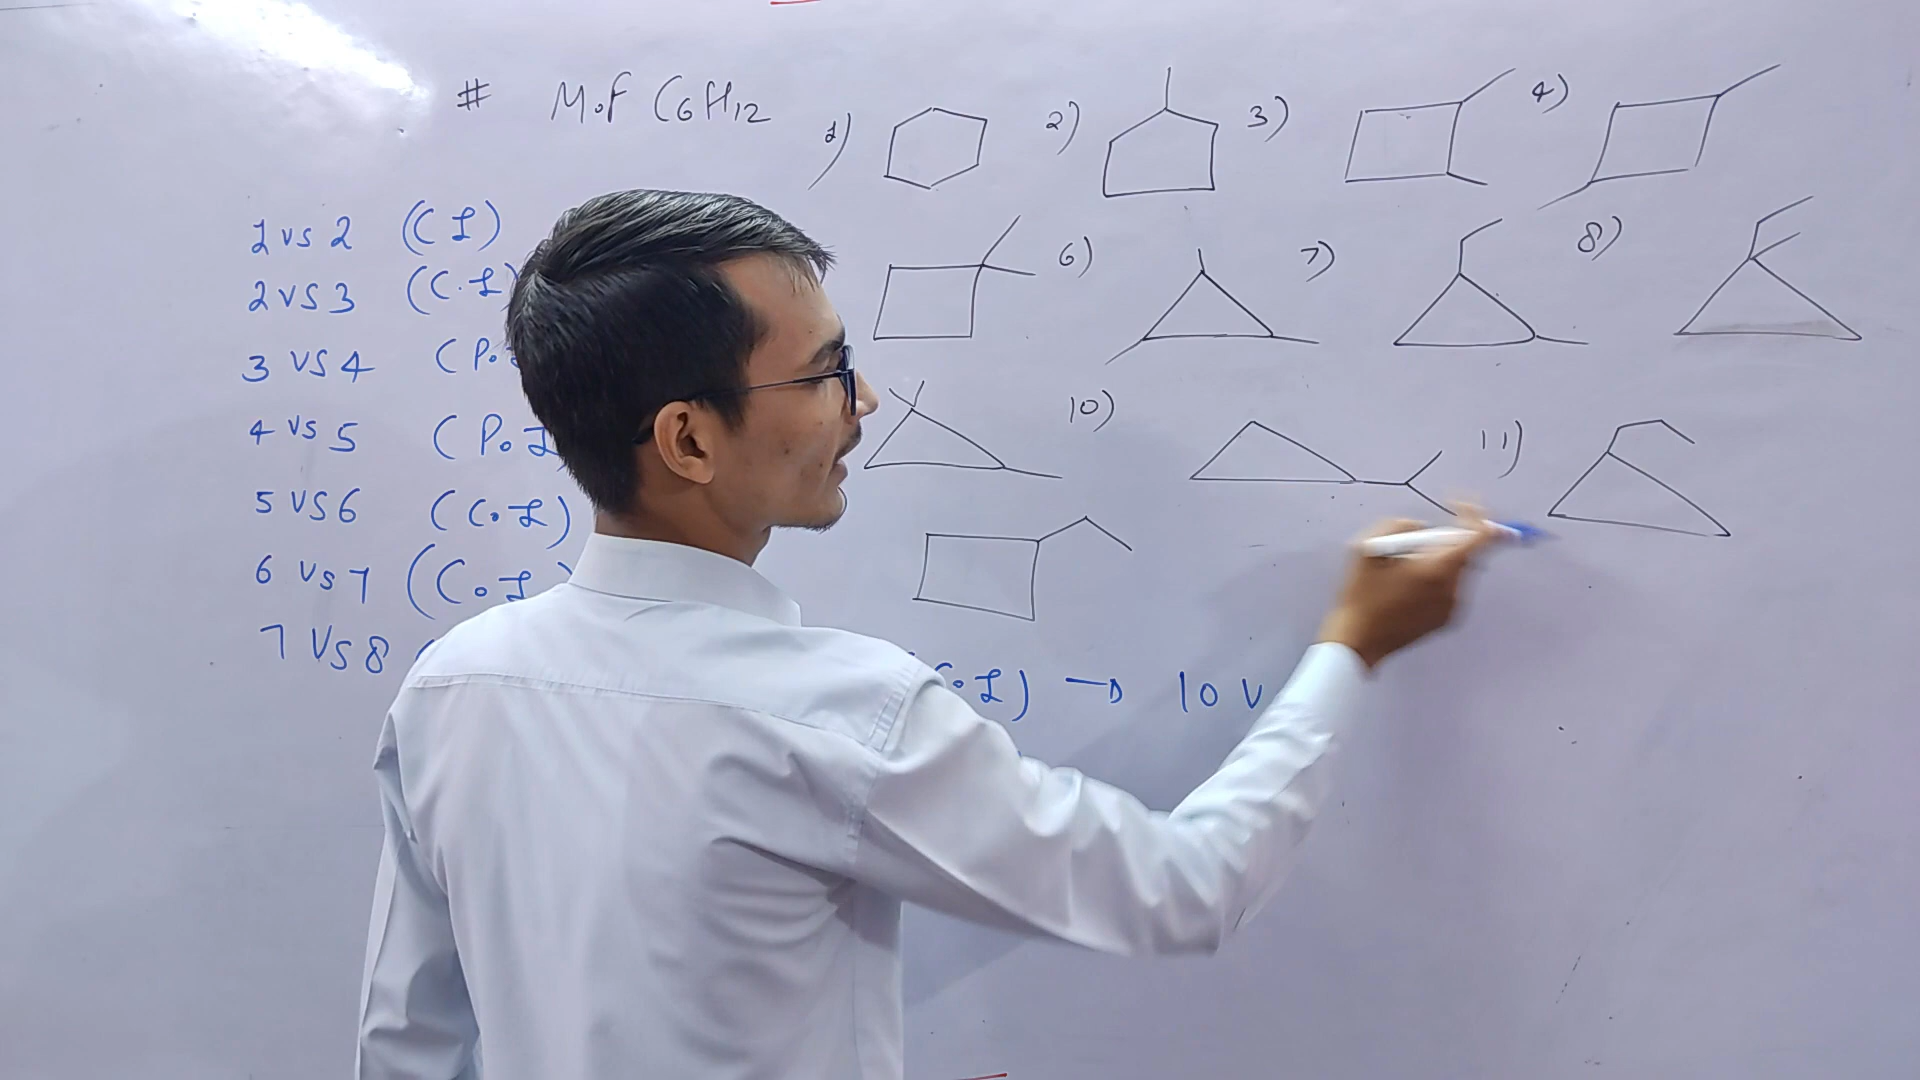 # M.F C6H12
1) 2) 3) 4)
6) 7) 8)
10) 11)
1 vs 2 (C I)
2 vs 3 (C.I)
3 vs 4 (P.
4 vs 5 (P.I
5 vs 6 (C.I)
6 vs 7 (C.I)
7 vs 8 (
C.I) → 10 V